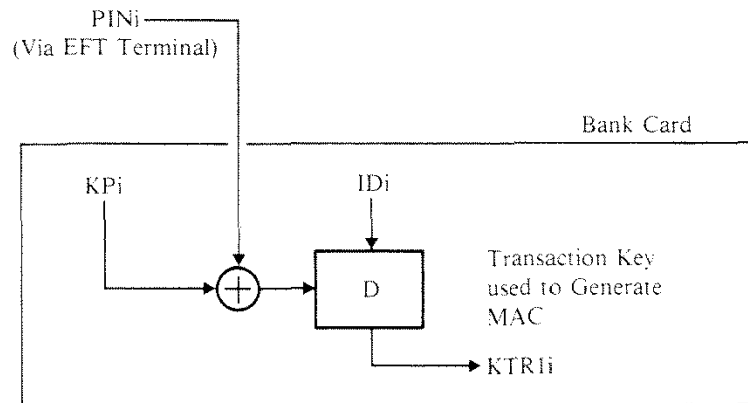 PINi
(Via EFT Terminal)
Bank Card
KPi
IDi
D
Transaction Key
used to Generate
MAC
KTR1i